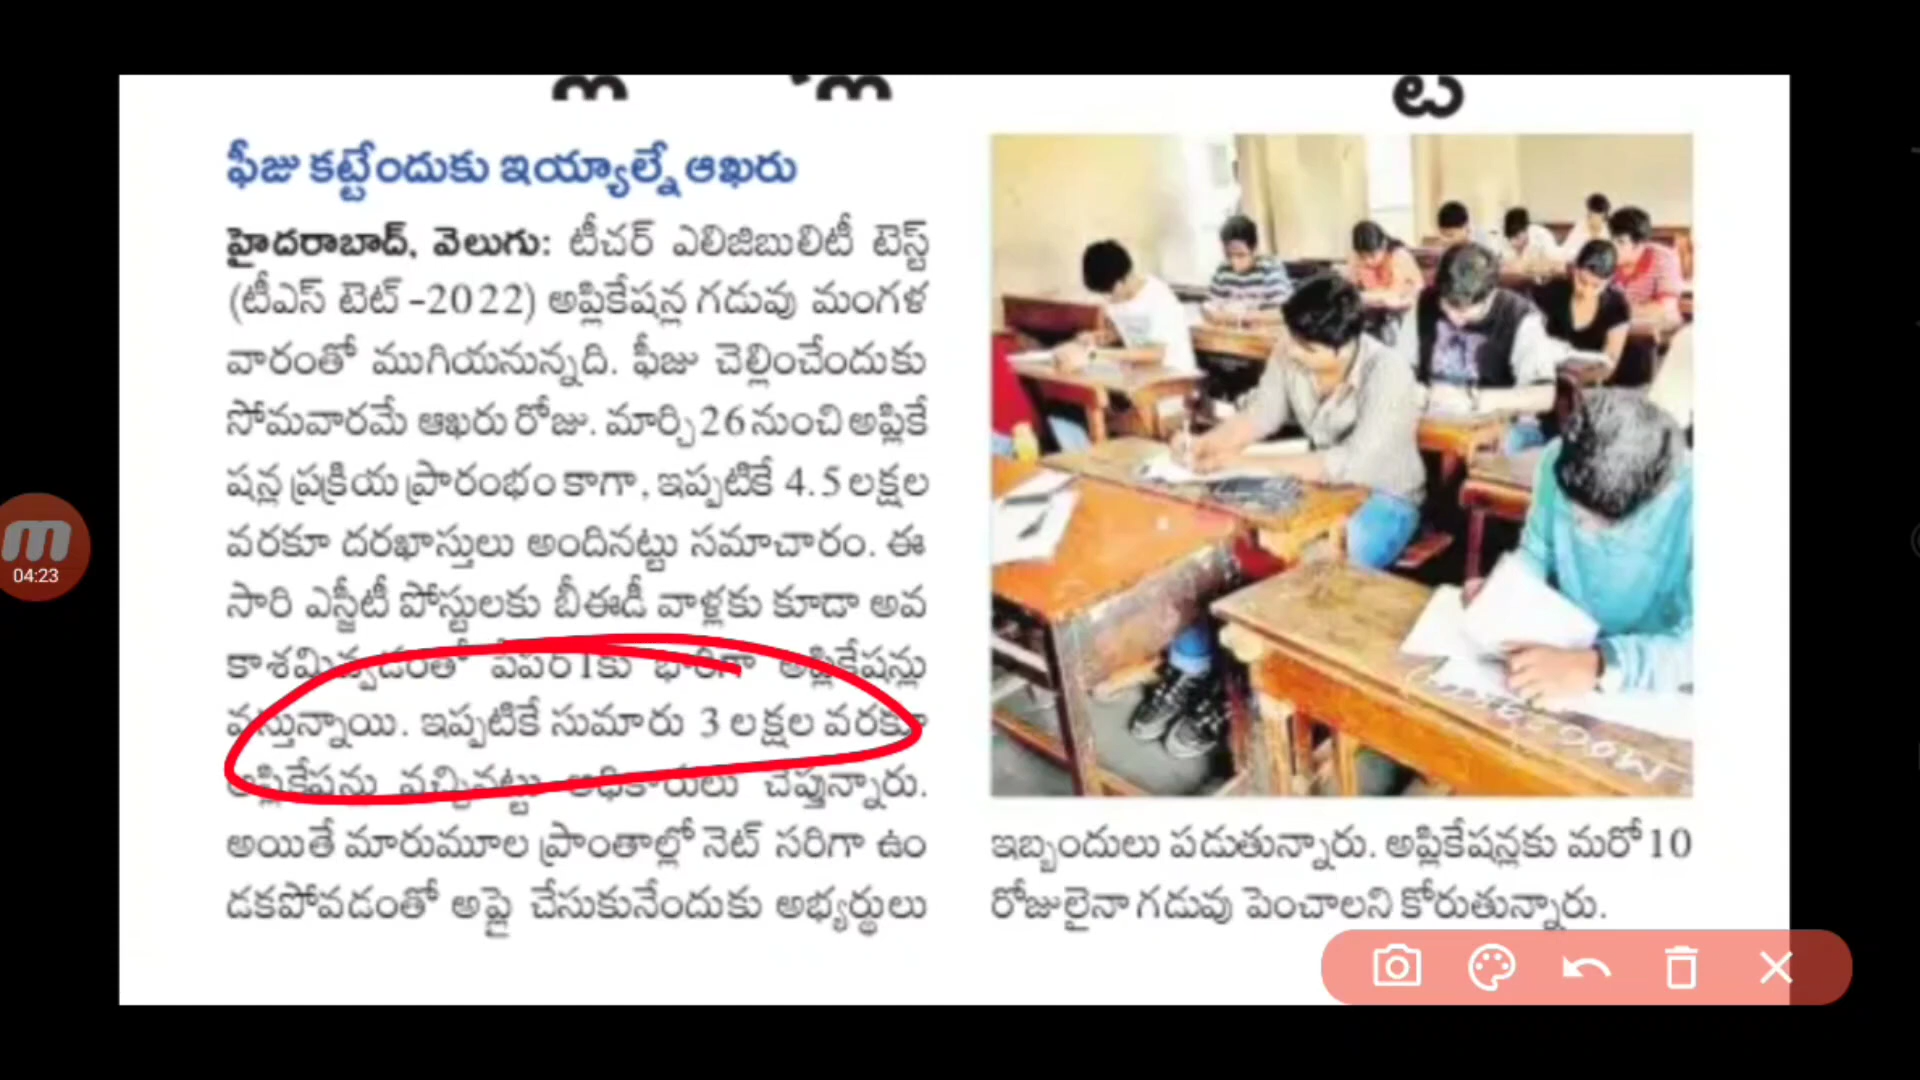 ఫీజు కట్టేందుకు ఇయ్యాల్నే ఆఖరు
హైదరాబాద్, వెలుగు: టీచర్ ఎలిజిబులిటీ టెస్ట్
(టీఎస్ టెట్ -2022) అప్లికేషన్ల గడువు మంగళ
వారంతో ముగియనున్నది. ఫీజు చెల్లించేందుకు
సోమవారమే ఆఖరు రోజు. మార్చి 26 నుంచి అప్లికే
షన్ల ప్రక్రియ ప్రారంభం కాగా, ఇప్పటికే 4.5 లక్షల
వరకూ దరఖాస్తులు అందినట్టు సమాచారం. ఈ
సారి ఎస్జీటీ పోస్టులకు బీఈడీ వాళ్లకు కూడా అవ
కాశమివ్వడంతో పేపర్1కు భారీగా అప్లికేషన్లు
వస్తున్నాయి. ఇప్పటికే సుమారు 3 లక్షల వరకూ
అప్లికేషన్లు వచ్చినట్టు అధికారులు చెప్తున్నారు.
అయితే మారుమూల ప్రాంతాల్లో నెట్ సరిగా ఉం
డకపోవడంతో అప్లై చేసుకునేందుకు అభ్యర్థులు
ఇబ్బందులు పడుతున్నారు. అప్లికేషన్లకు మరో 10
రోజులైనా గడువు పెంచాలని కోరుతున్నారు.
04:23